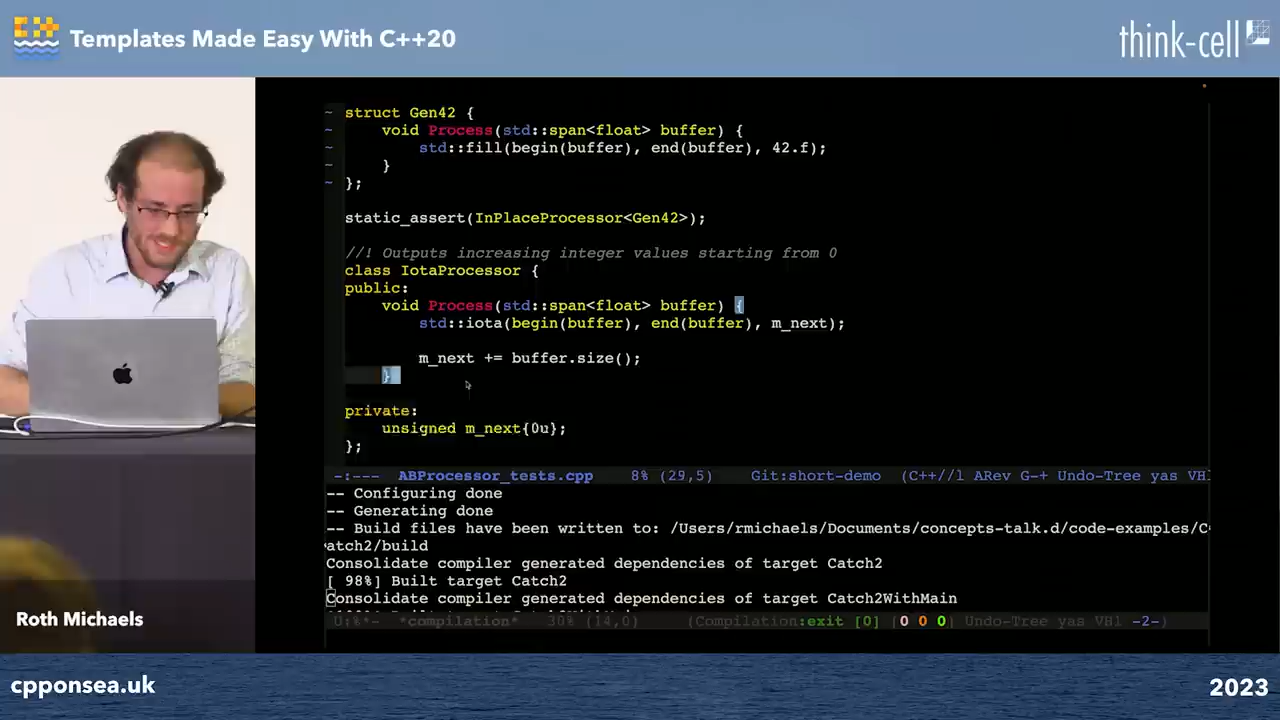 Templates Made Easy With C++20
think-cell
~ struct Gen42 {
~     void Process(std::span<float> buffer) {
~         std::fill(begin(buffer), end(buffer), 42.f);
~     }
~ };
static_assert(InPlaceProcessor<Gen42>);
//! Outputs increasing integer values starting from 0
class IotaProcessor {
public:
    void Process(std::span<float> buffer) {
        std::iota(begin(buffer), end(buffer), m_next);
        m_next += buffer.size();
    }
private:
    unsigned m_next{0u};
};
-:--- ABProcessor_tests.cpp 8% (29,5) Git:short-demo (C++//l ARev G-+ Undo-Tree yas VHl
-- Configuring done
-- Generating done
-- Build files have been written to: /Users/rmichaels/Documents/concepts-talk.d/code-examples/C
atch2/build
Consolidate compiler generated dependencies of target Catch2
[ 98%] Built target Catch2
Consolidate compiler generated dependencies of target Catch2WithMain
U:%*- *compilation* 30% (14,0) (Compilation:exit [0] [0 0 0] Undo-Tree yas VHl -2-)
Roth Michaels
cpponsea.uk
2023